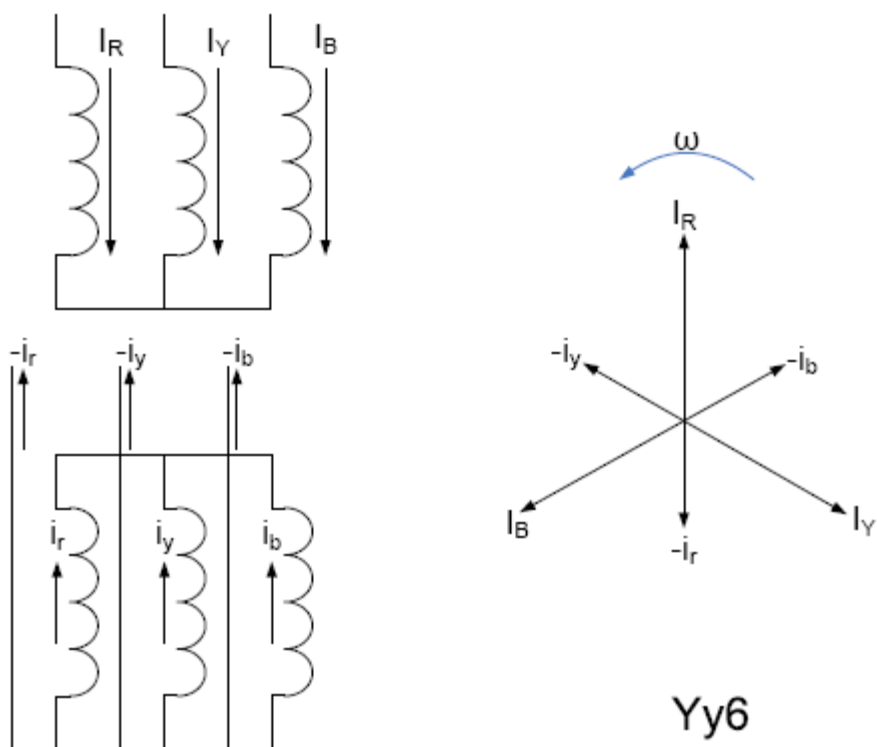 I_R I_Y I_B
-i_r -i_y -i_b
i_r i_y i_b
ω
I_R
-i_y -i_b
I_B I_Y
-i_r
Yy6